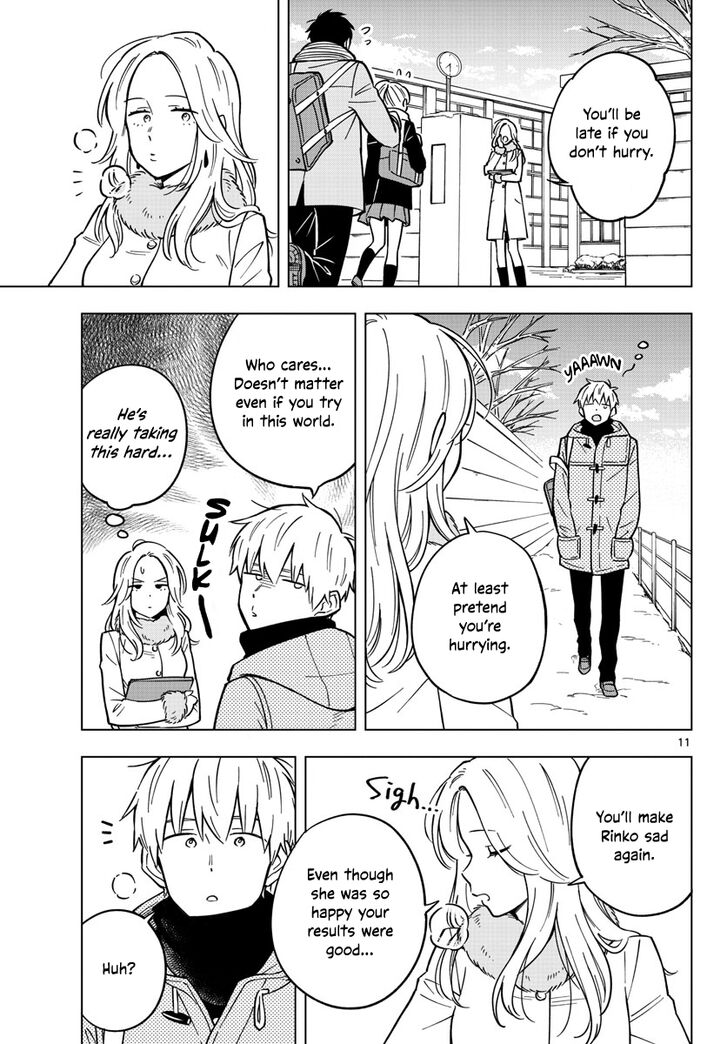 You'll be
late if you
don't hurry.
YAAAWN
At least
pretend
you're
hurrying.
Who cares...
Doesn't matter
even if you try
in this world.
SULK!
He's
really taking
this hard...
11
You'll make
Rinko sad
again.
Sigh...
Even though
she was so
happy your
results were
good...
Huh?